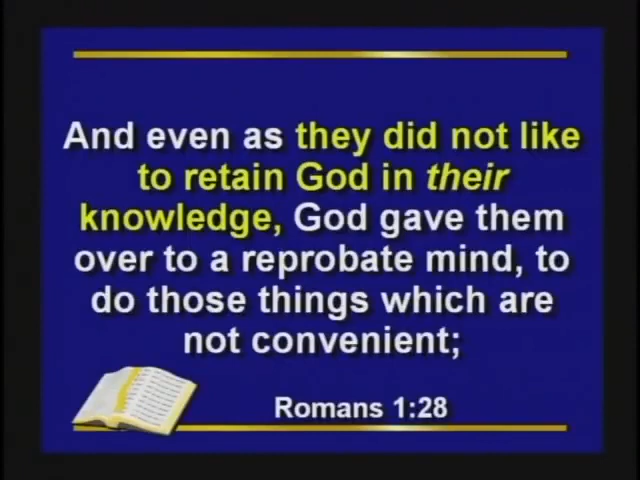 And even as they did not like
to retain God in their
knowledge, God gave them
over to a reprobate mind, to
do those things which are
not convenient;
Romans 1:28